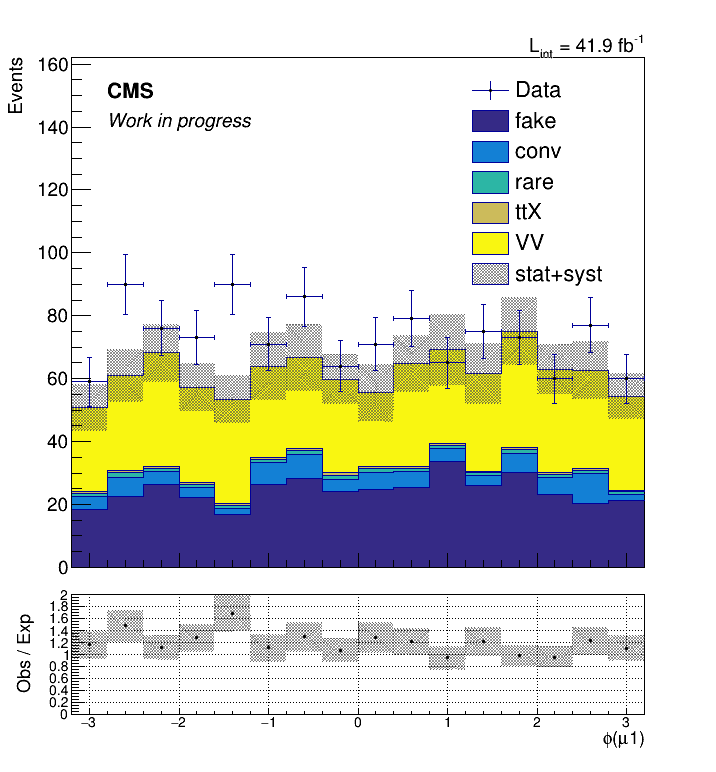 L_int = 41.9 fb^-1
Events
160
140
120
100
80
60
40
20
0
CMS
Work in progress
Data
fake
conv
rare
ttX
VV
stat+syst
Obs / Exp
2
1.8
1.6
1.4
1.2
1
0.8
0.6
0.4
0.2
0
−3 −2 −1 0 1 2 3
ϕ(μ1)